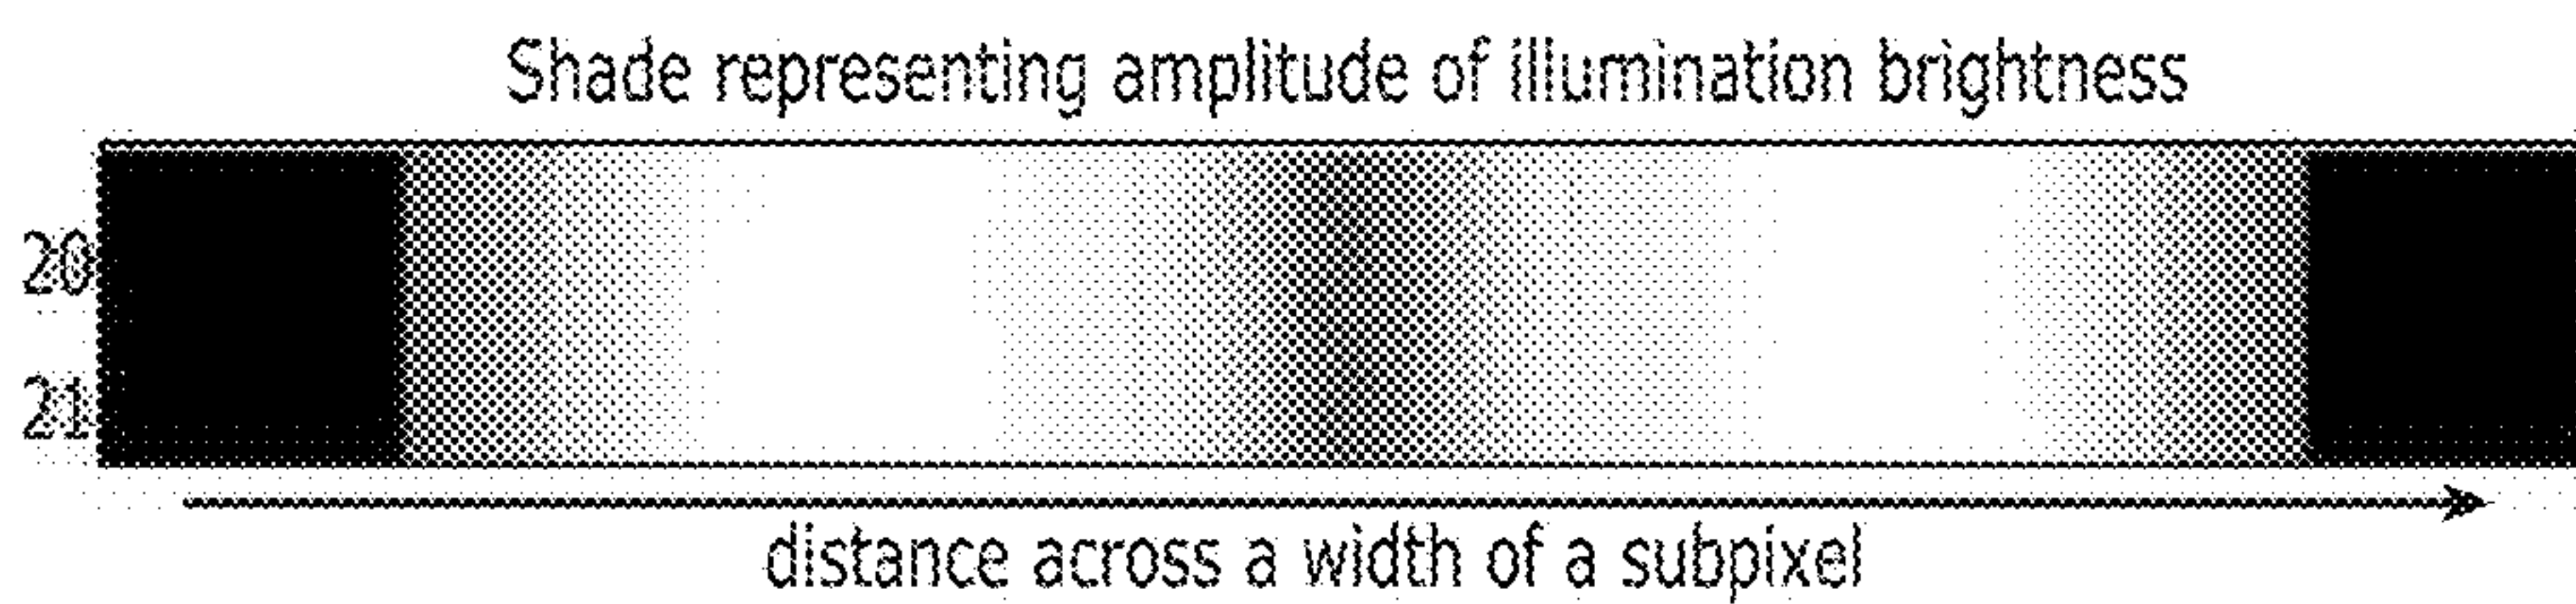 Shade representing amplitude of illumination brightness
20
21
distance across a width of a subpixel